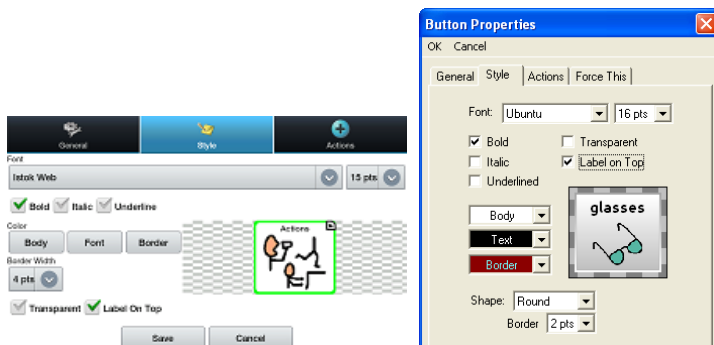 General Style Actions
Font
Istok Web 15 pts
Bold Italic Underline
Color
Body Font Border
Actions
Border Width
4 pts
Transparent Label On Top
Save Cancel
Button Properties
OK Cancel
General Style Actions Force This
Font: Ubuntu 16 pts
Bold Transparent
Italic Label on Top
Underlined
Body
Text
Border
glasses
Shape: Round
Border 2 pts